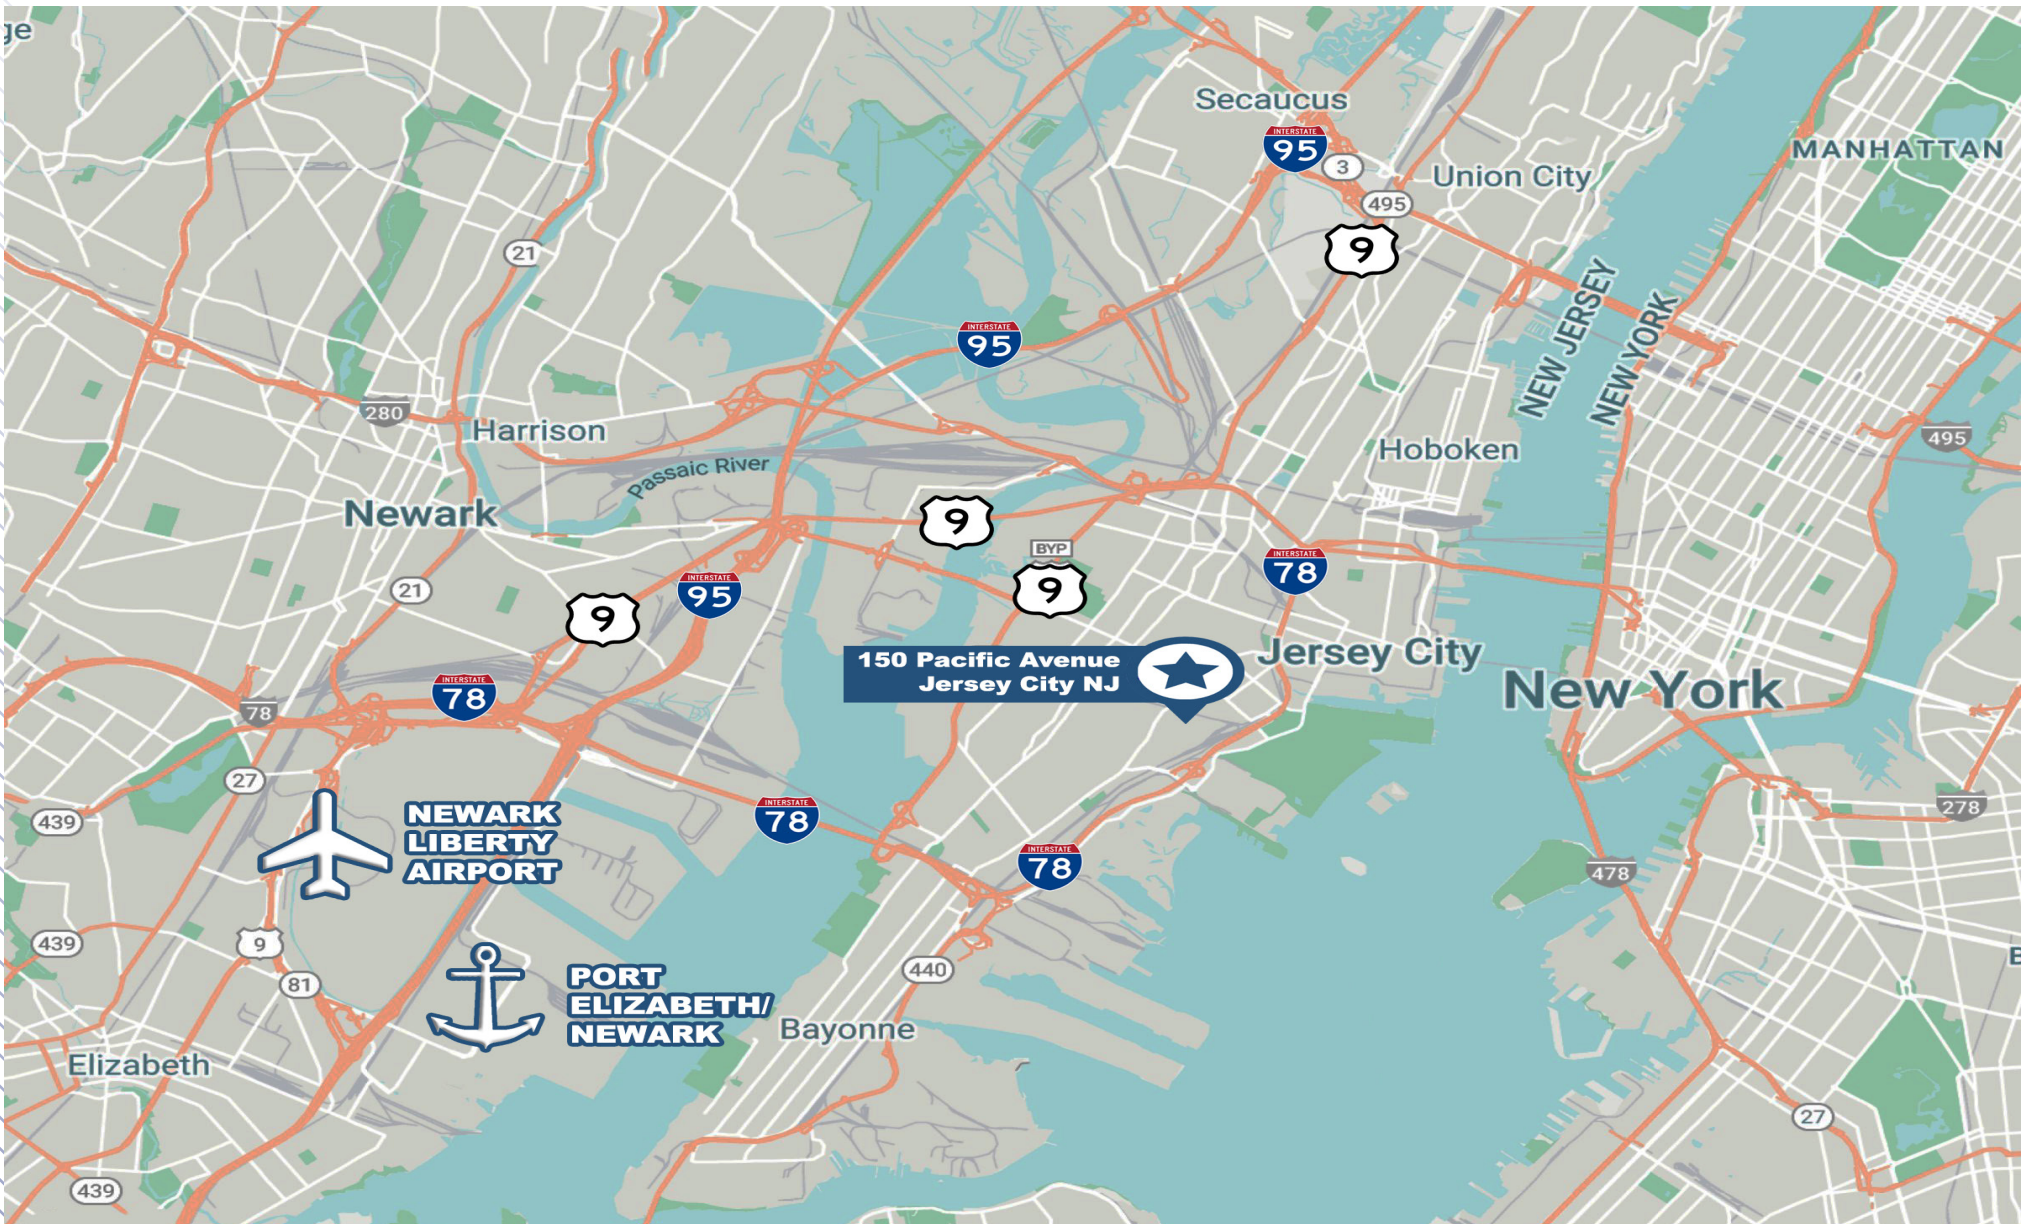 ge
Secaucus
INTERSTATE
95
3
MANHATTAN
Union City
495
9
21
NEW JERSEY
NEW YORK
INTERSTATE
95
280
Harrison
495
Hoboken
Passaic River
Newark
9
BYP
9
INTERSTATE
78
21
INTERSTATE
95
9
150 Pacific Avenue
Jersey City NJ
Jersey City
New York
INTERSTATE
78
78
27
439
NEWARK
LIBERTY
AIRPORT
INTERSTATE
78
278
INTERSTATE
78
478
439
9
81
440
PORT
ELIZABETH/
NEWARK
Bayonne
Elizabeth
27
439